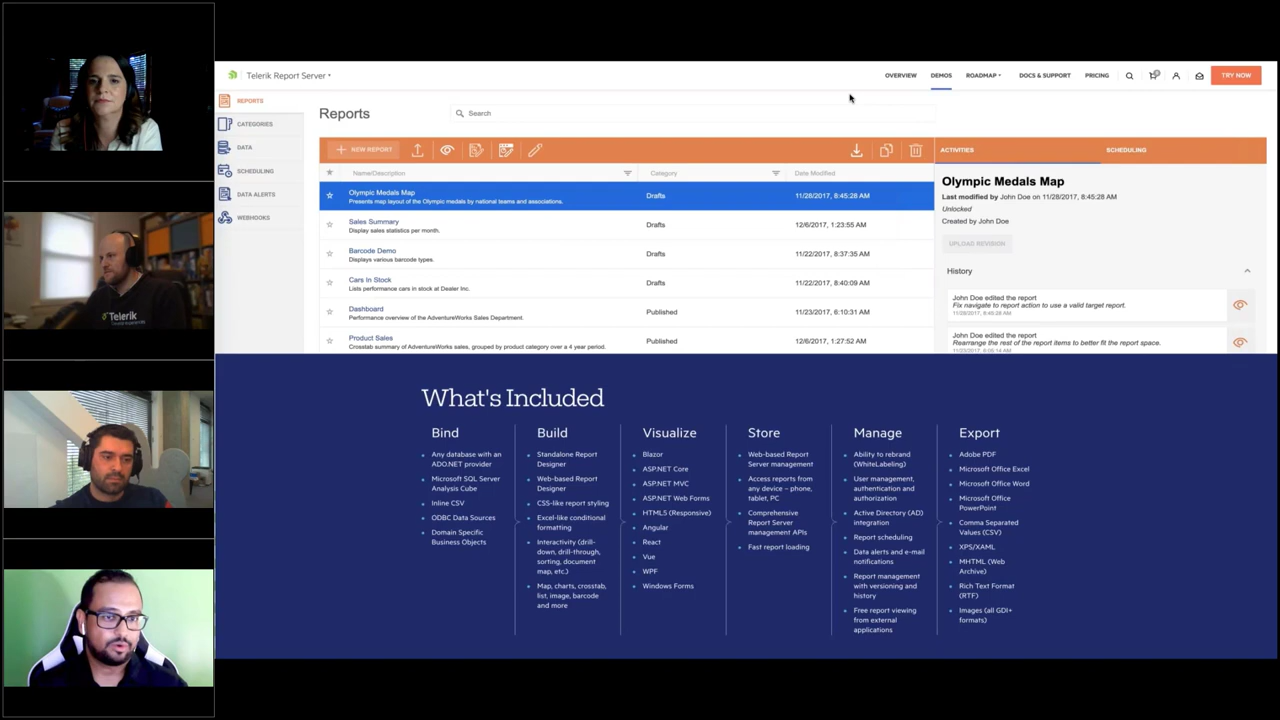 Telerik Report Server
OVERVIEW
DEMOS
ROADMAP
DOCS & SUPPORT
PRICING
0
TRY NOW
REPORTS
CATEGORIES
DATA
SCHEDULING
DATA ALERTS
WEBHOOKS
Reports
Search
NEW REPORT
Name/Description
Category
Date Modified
Olympic Medals Map
Presents map layout of the Olympic medals by national teams and associations.
Drafts
11/28/2017, 8:45:28 AM
Sales Summary
Display sales statistics per month.
Drafts
12/6/2017, 1:23:55 AM
Barcode Demo
Displays various barcode types.
Drafts
11/22/2017, 8:37:35 AM
Cars In Stock
Lists performance cars in stock at Dealer Inc.
Drafts
11/22/2017, 8:40:09 AM
Dashboard
Performance overview of the AdventureWorks Sales Department.
Published
11/23/2017, 6:10:31 AM
Product Sales
Crosstab summary of AdventureWorks sales, grouped by product category over a 4 year period.
Published
12/6/2017, 1:27:52 AM
ACTIVITIES
SCHEDULING
Olympic Medals Map
Last modified by John Doe on 11/28/2017, 8:45:28 AM
Unlocked
Created by John Doe
UPLOAD REVISION
History
John Doe edited the report
Fix navigate to report action to use a valid target report.
11/28/2017, 8:45:28 AM
John Doe edited the report
Rearrange the rest of the report items to better fit the report space.
11/23/2017, 6:05:14 AM
Telerik
What's Included
Bind
Any database with an
ADO.NET provider
Microsoft SQL Server
Analysis Cube
Inline CSV
ODBC Data Sources
Domain Specific
Business Objects
Build
Standalone Report
Designer
Web-based Report
Designer
CSS-like report styling
Excel-like conditional
formatting
Interactivity (drill-
down, drill-through,
sorting, document
map, etc.)
Map, charts, crosstab,
list, image, barcode
and more
Visualize
Blazor
ASP.NET Core
ASP.NET MVC
ASP.NET Web Forms
HTML5 (Responsive)
Angular
React
Vue
WPF
Windows Forms
Store
Web-based Report
Server management
Access reports from
any device – phone,
tablet, PC
Comprehensive
Report Server
management APIs
Fast report loading
Manage
Ability to rebrand
(WhiteLabeling)
User management,
authentication and
authorization
Active Directory (AD)
integration
Report scheduling
Data alerts and e-mail
notifications
Report management
with versioning and
history
Free report viewing
from external
applications
Export
Adobe PDF
Microsoft Office Excel
Microsoft Office Word
Microsoft Office
PowerPoint
Comma Separated
Values (CSV)
XPS/XAML
MHTML (Web
Archive)
Rich Text Format
(RTF)
Images (all GDI+
formats)